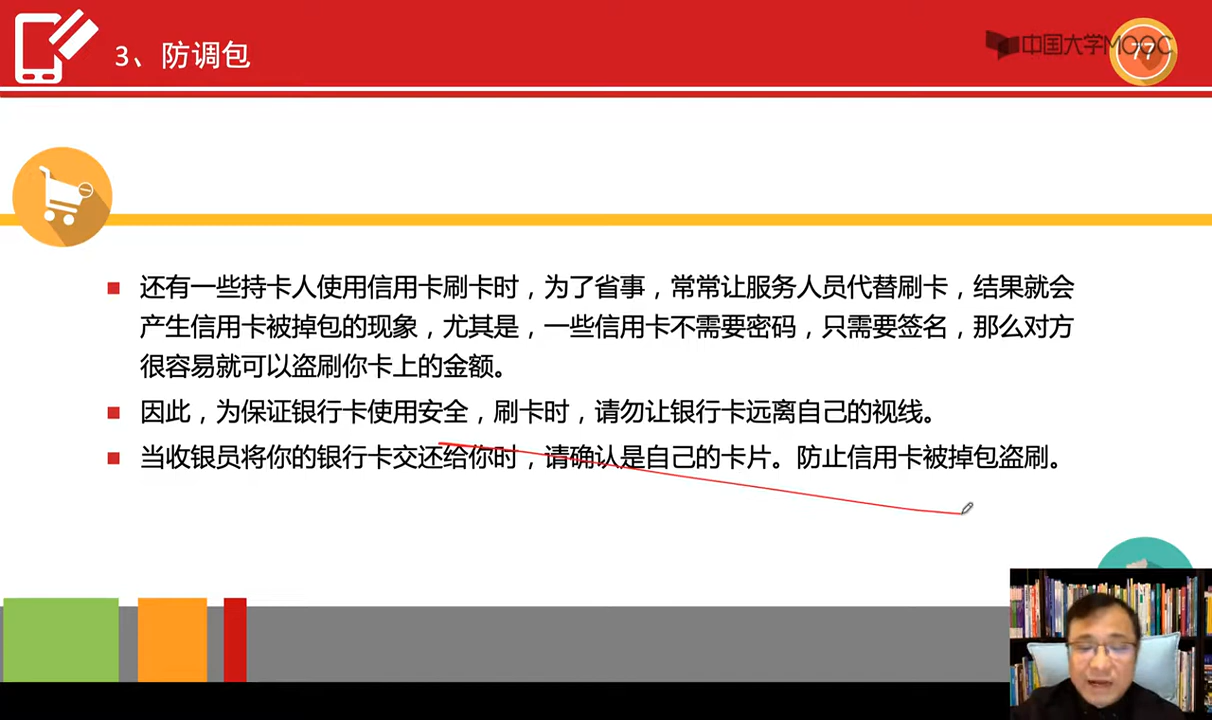 3、防调包
中国大学MOOC
77
还有一些持卡人使用信用卡刷卡时，为了省事，常常让服务人员代替刷卡，结果就会
产生信用卡被掉包的现象，尤其是，一些信用卡不需要密码，只需要签名，那么对方
很容易就可以盗刷你卡上的金额。
因此，为保证银行卡使用安全，刷卡时，请勿让银行卡远离自己的视线。
当收银员将你的银行卡交还给你时，请确认是自己的卡片。防止信用卡被掉包盗刷。